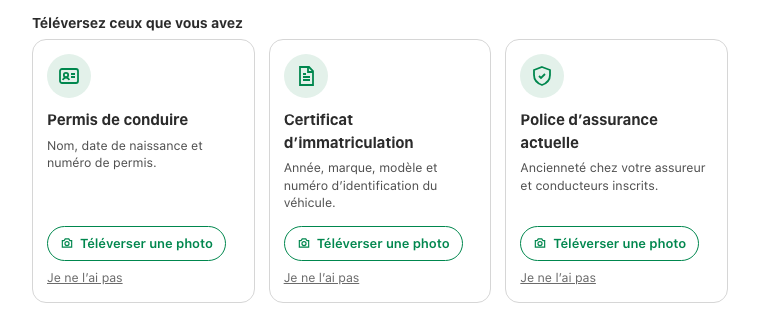 Téléversez ceux que vous avez
Permis de conduire
Nom, date de naissance et
numéro de permis.
Téléverser une photo
Je ne l’ai pas
Certificat
d’immatriculation
Année, marque, modèle et
numéro d’identification du
véhicule.
Téléverser une photo
Je ne l’ai pas
Police d’assurance
actuelle
Ancienneté chez votre assureur
et conducteurs inscrits.
Téléverser une photo
Je ne l’ai pas